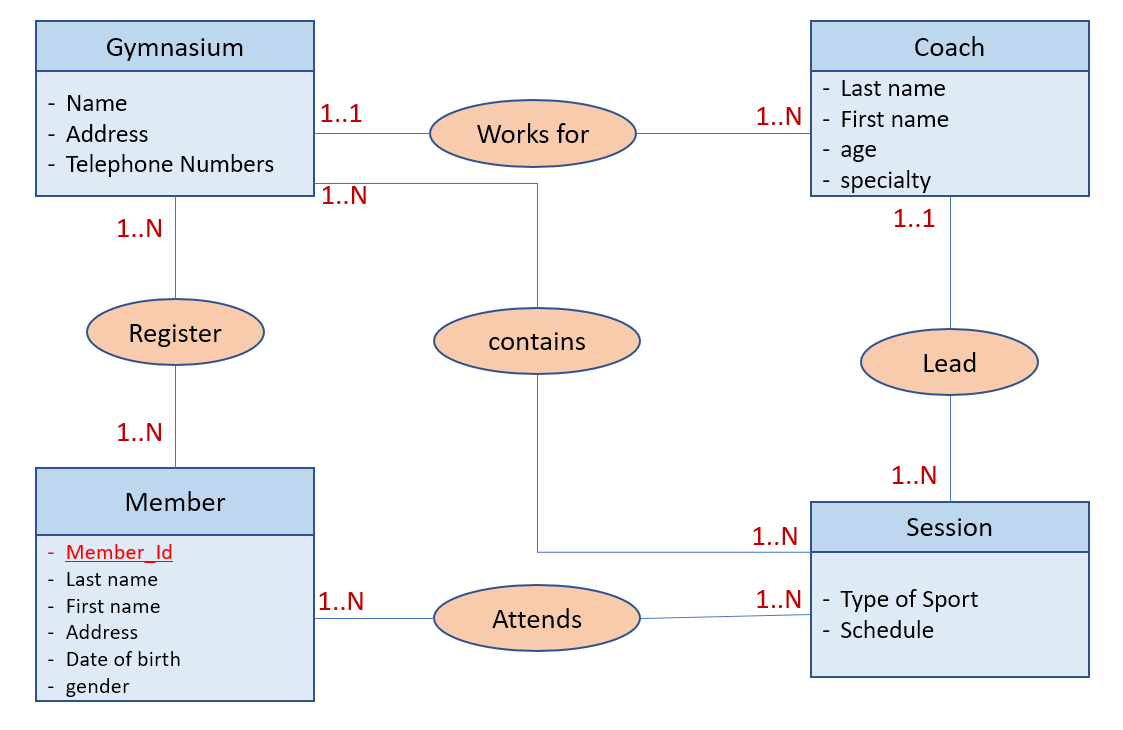 Gymnasium
- Name
- Address
- Telephone Numbers
1..1
Works for
1..N
Coach
- Last name
- First name
- age
- specialty
1..N
1..N
1..1
Register
contains
Lead
1..N
1..N
Member
- Member_Id
- Last name
- First name
- Address
- Date of birth
- gender
1..N
Attends
1..N
1..N
Session
- Type of Sport
- Schedule